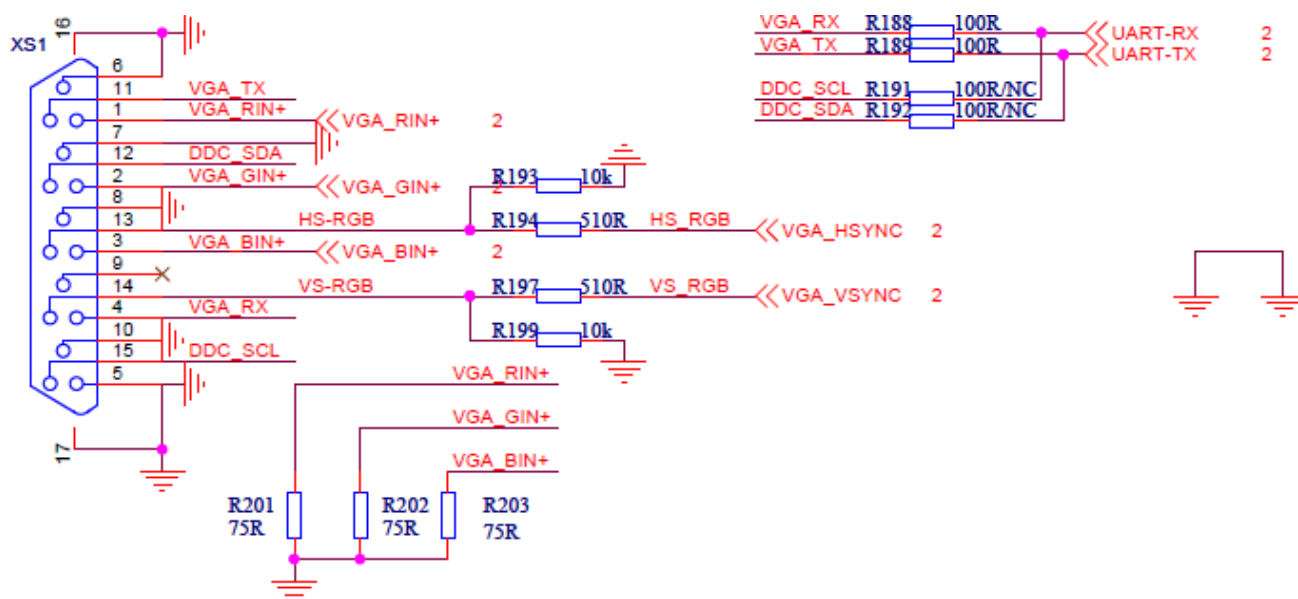 XS1
16
6
11 VGA_TX
1 VGA_RIN+ VGA_RIN+ 2
7
12 DDC_SDA
2 VGA_GIN+ VGA_GIN+ 2
8
13 HS-RGB
3 VGA_BIN+ VGA_BIN+ 2
9
14 VS-RGB
4 VGA_RX
10
15 DDC_SCL
5
17
VGA_RX R188 100R UART-RX 2
VGA_TX R189 100R UART-TX 2
DDC_SCL R191 100R/NC
DDC_SDA R192 100R/NC
R193 10k
R194 510R HS_RGB VGA_HSYNC 2
R197 510R VS_RGB VGA_VSYNC 2
R199 10k
VGA_RIN+
VGA_GIN+
VGA_BIN+
R201 R202 R203
75R 75R 75R